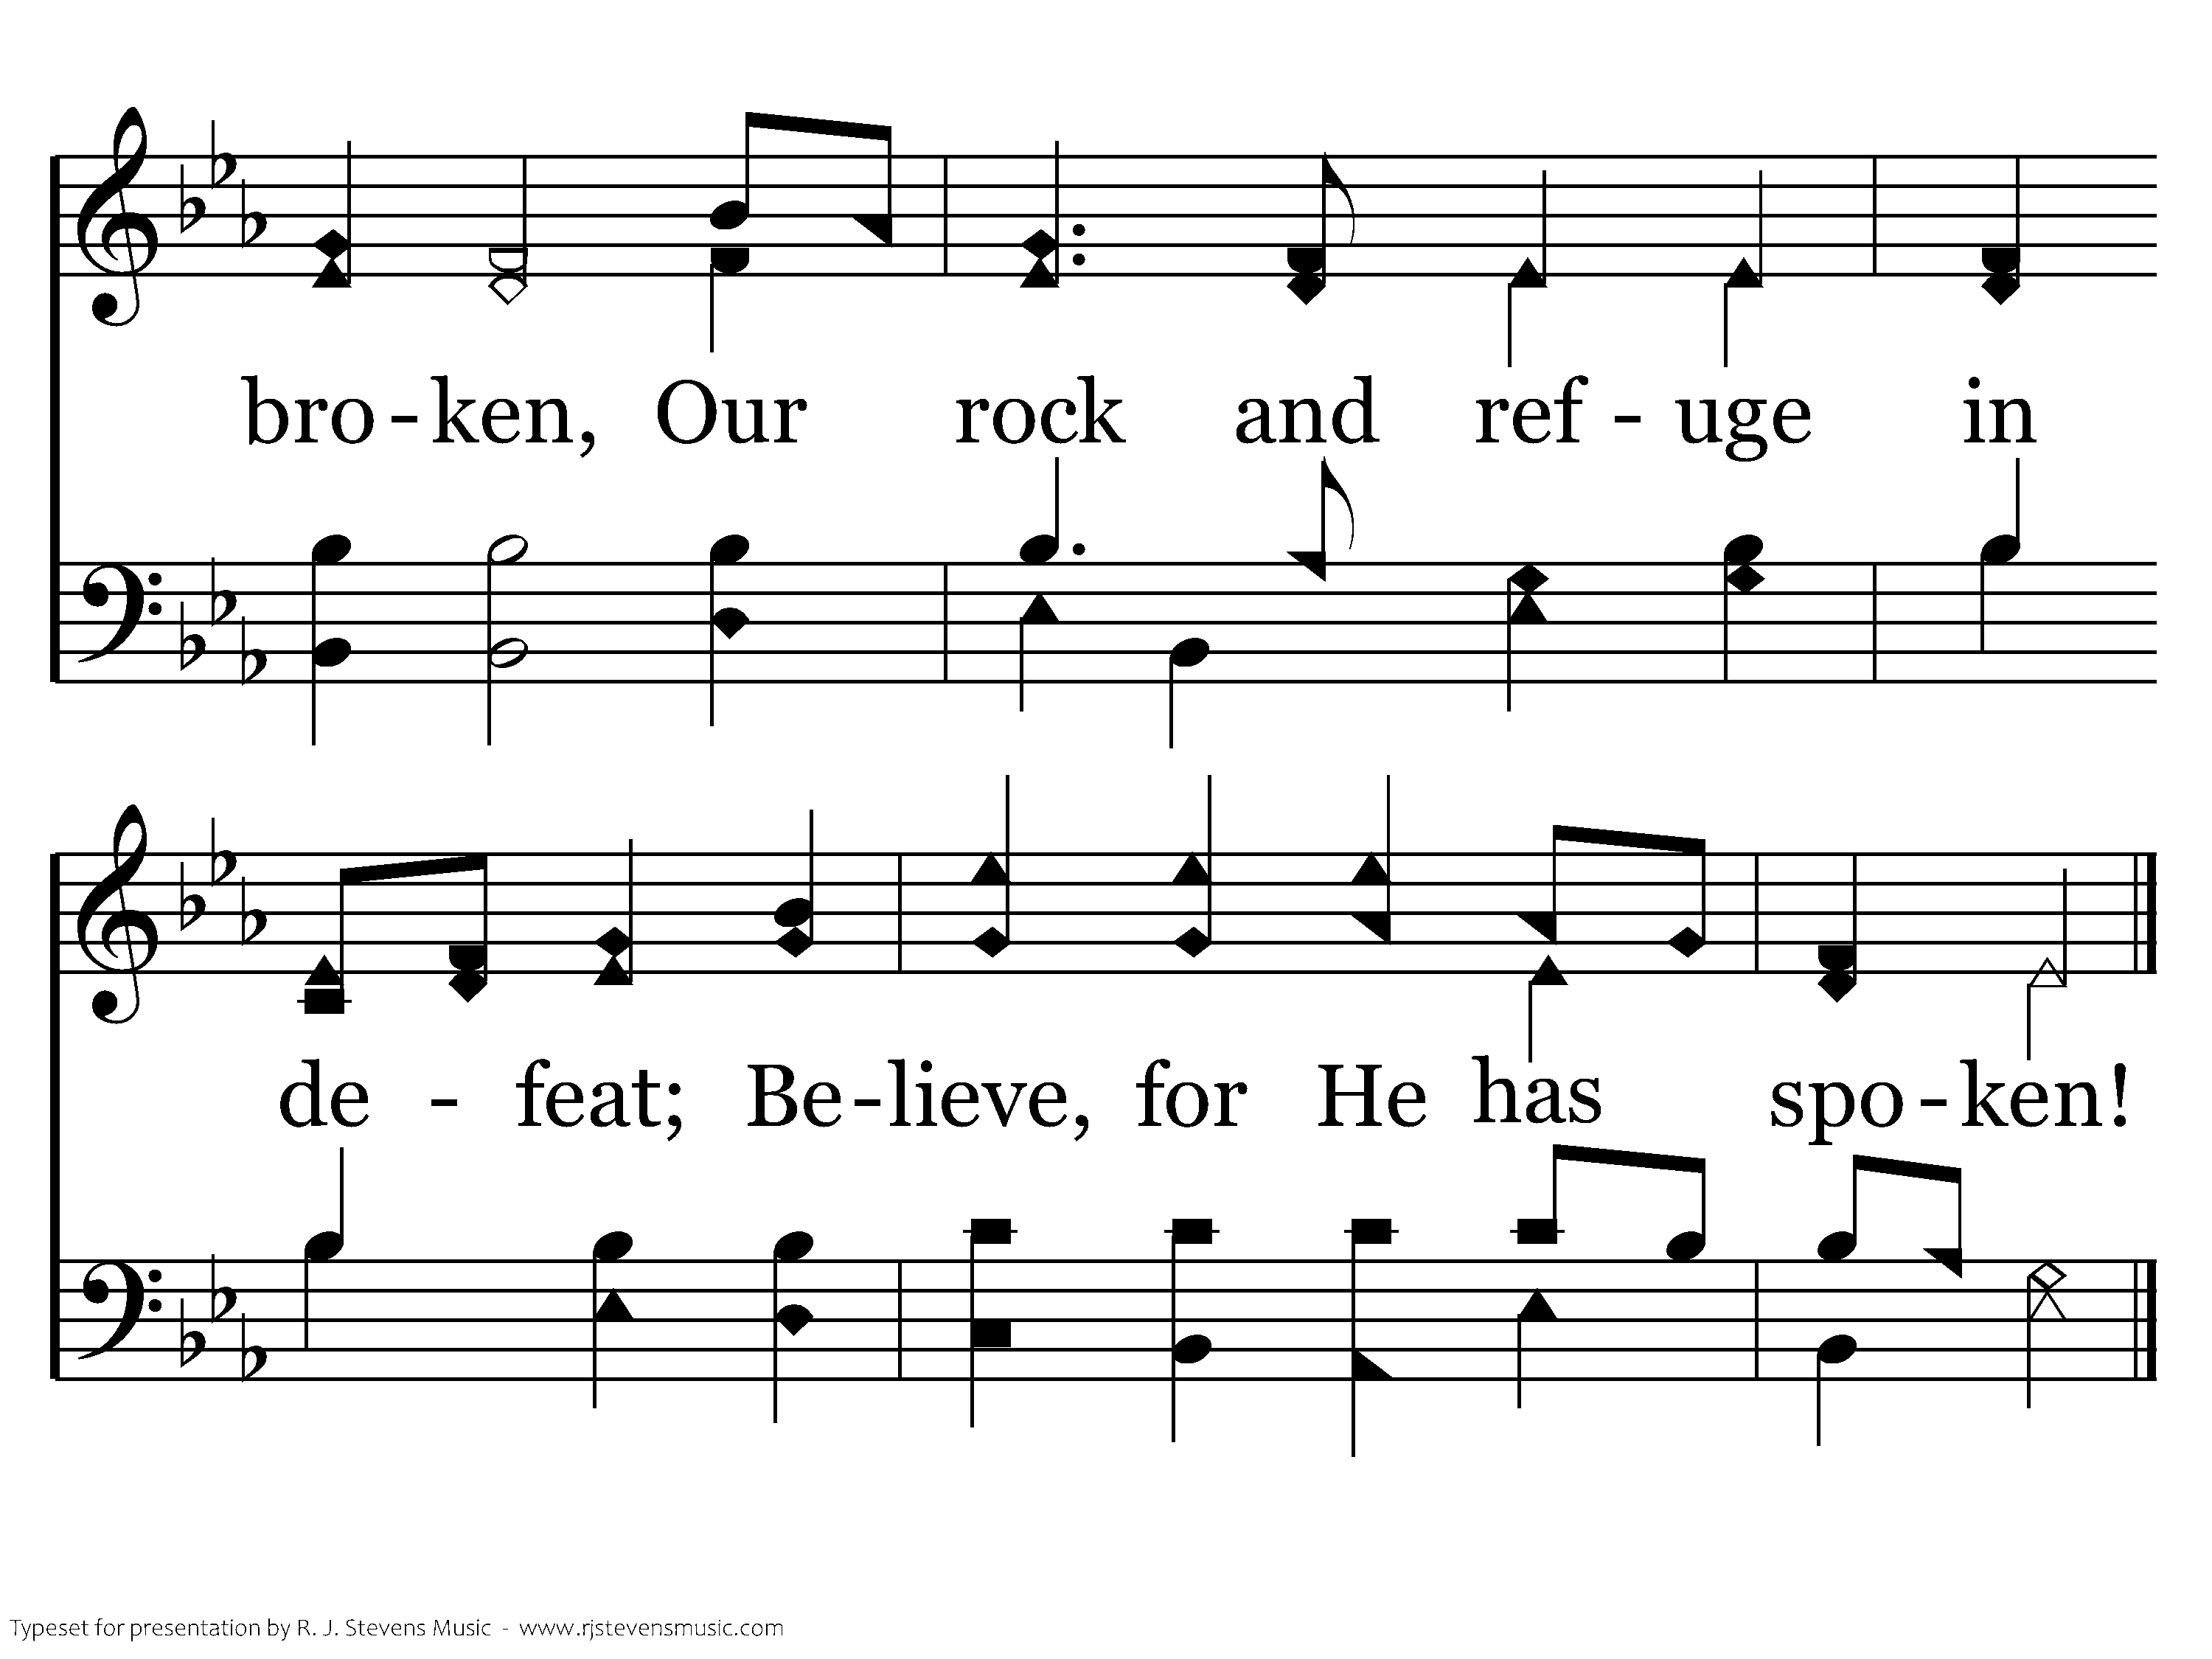 bro - ken, Our rock and ref - uge in
de - feat; Be - lieve, for He has spo - ken!
Typeset for presentation by R. J. Stevens Music - www.rjstevensmusic.com